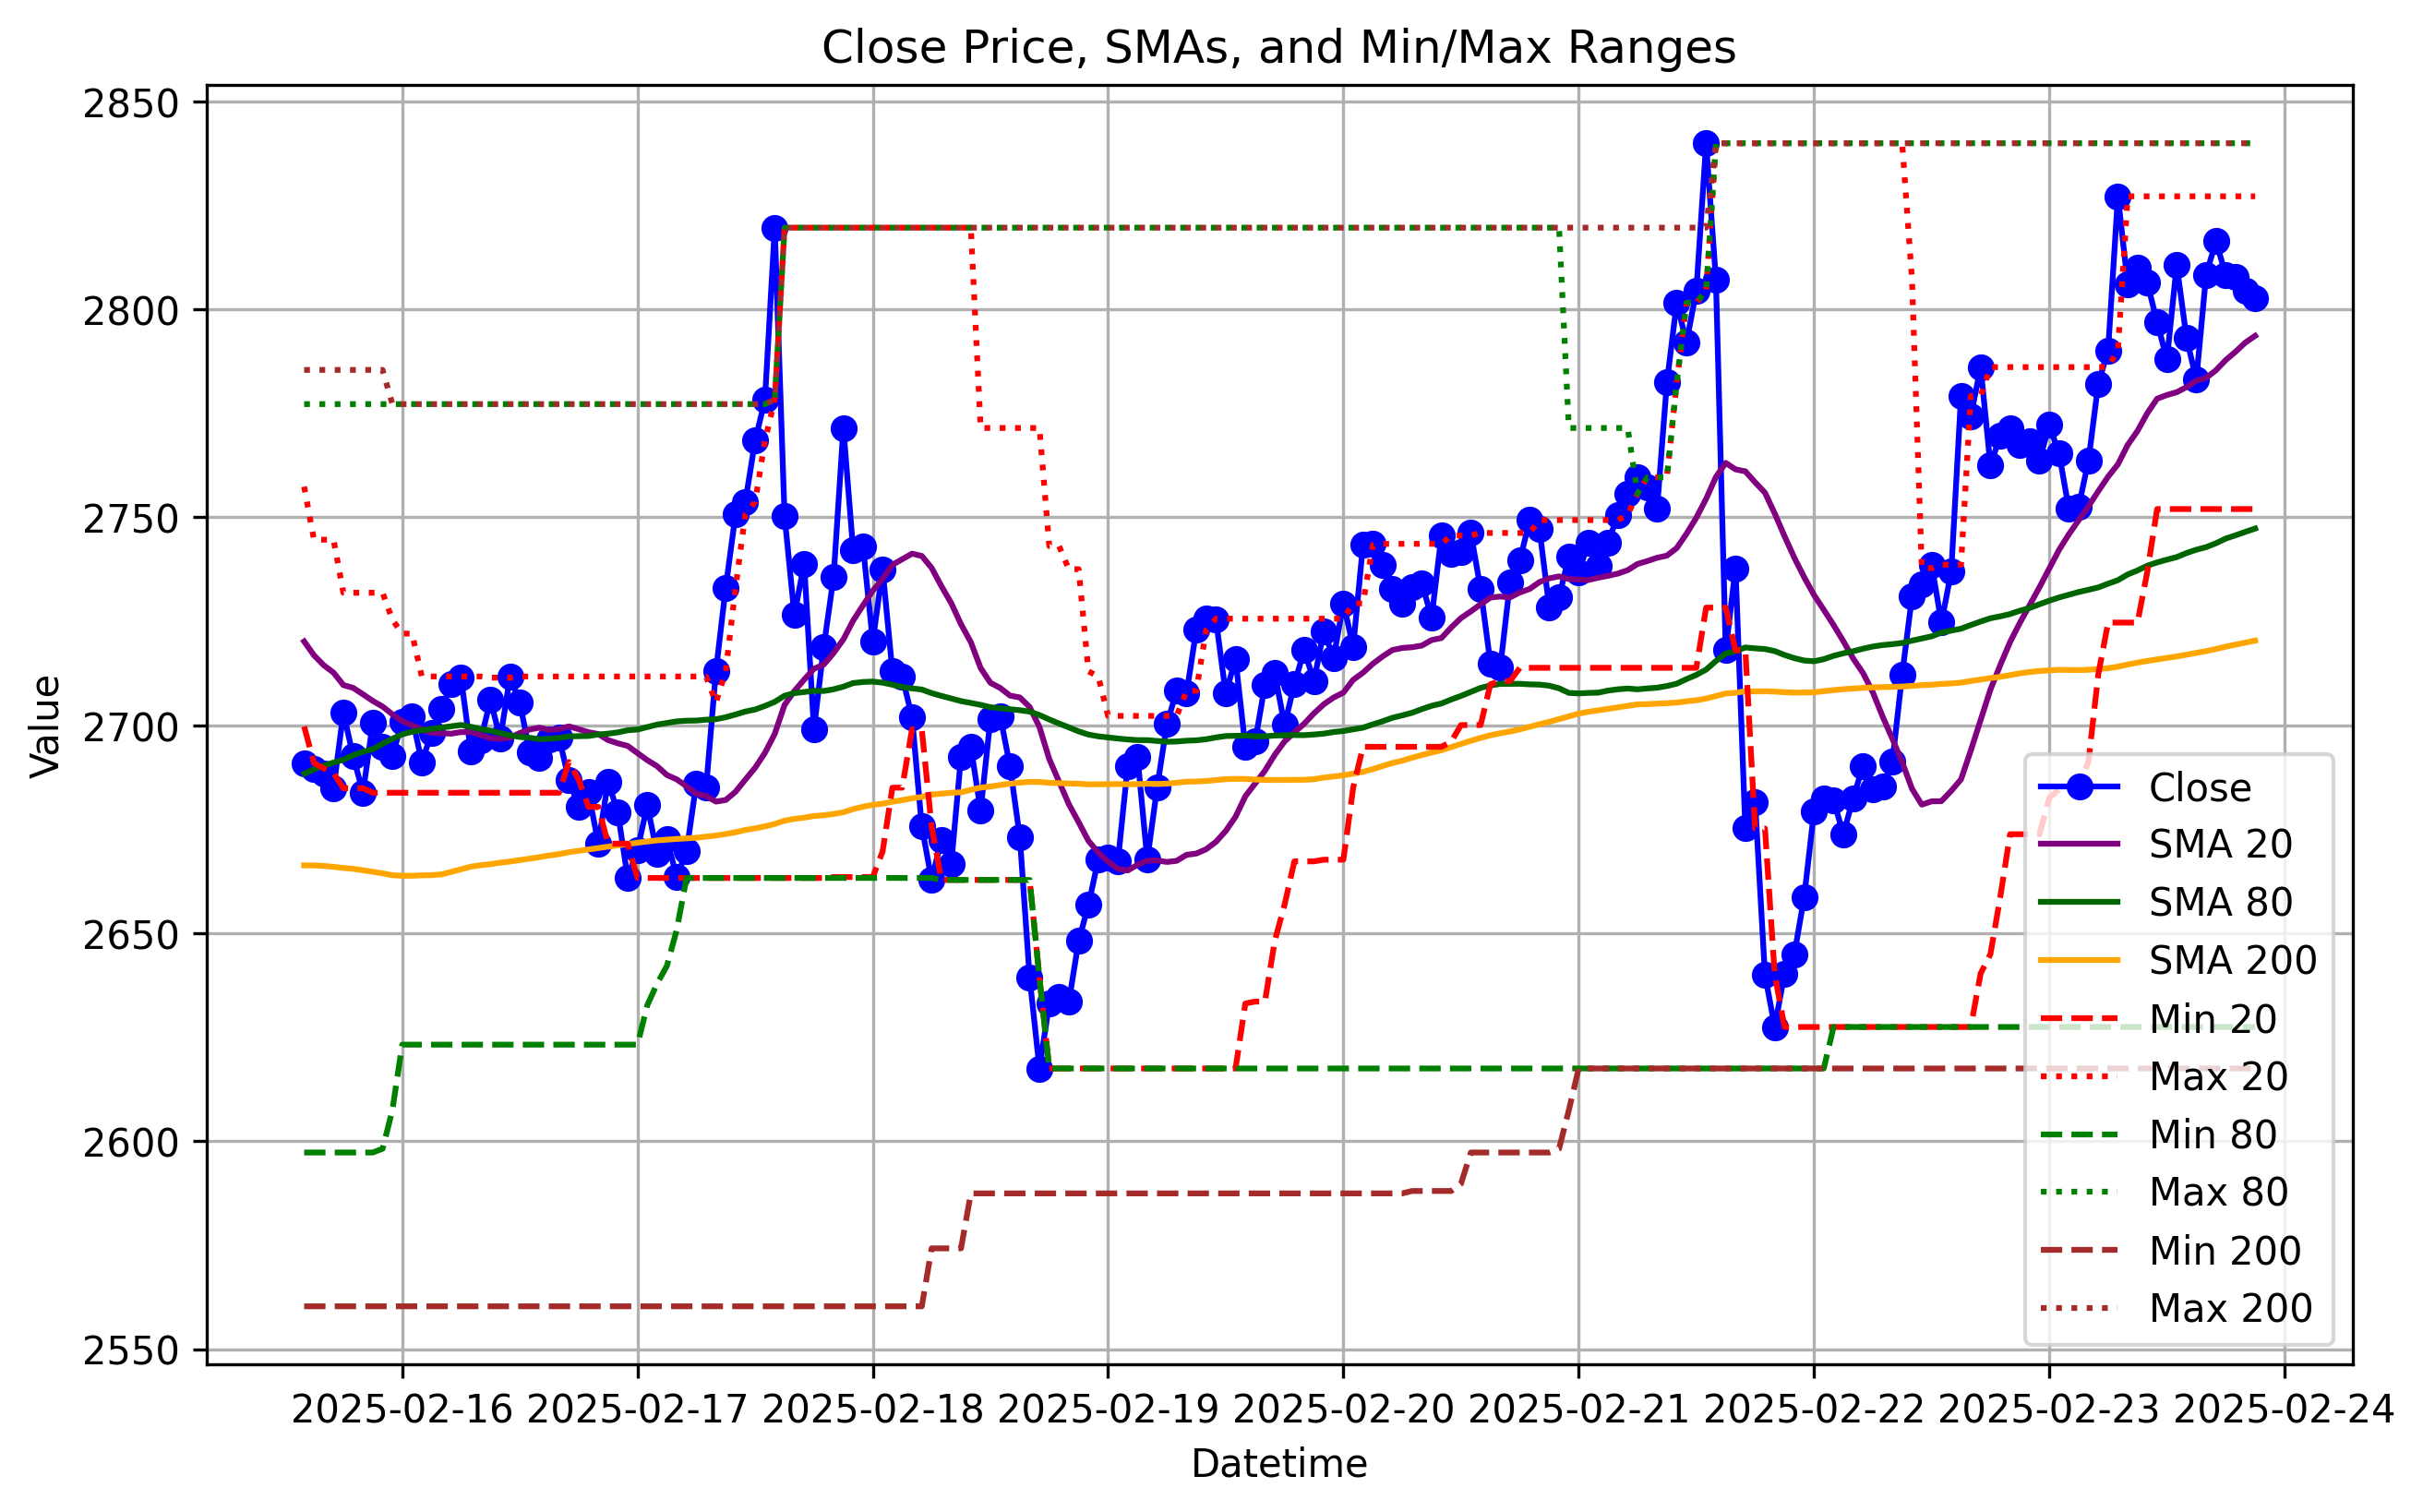 Close Price, SMAs, and Min/Max Ranges
2850
2800
2750
2700
2650
2600
2550
Value
Close
SMA 20
SMA 80
SMA 200
Min 20
Max 20
Min 80
Max 80
Min 200
Max 200
2025-02-16 2025-02-17 2025-02-18 2025-02-19 2025-02-20 2025-02-21 2025-02-22 2025-02-23 2025-02-24
Datetime